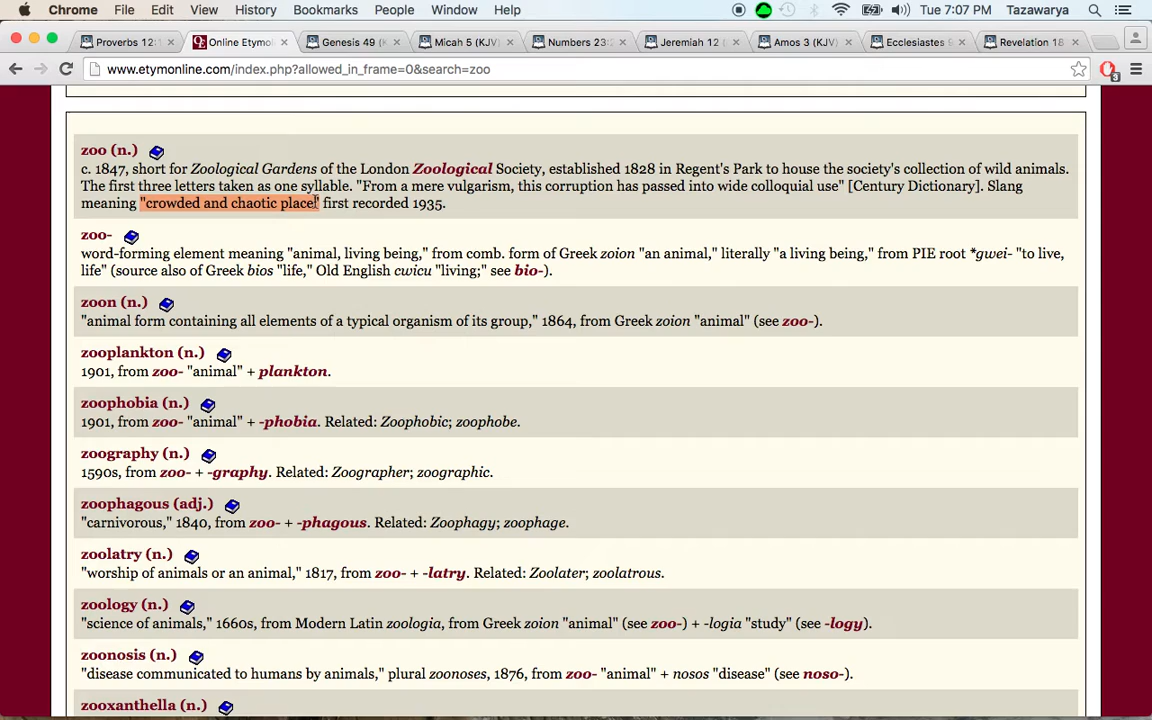 Chrome File Edit View History Bookmarks People Window Help Tue 7:07 PM Tazawarya
Proverbs 12:1 Online Etymo Genesis 49 (K Micah 5 (KJV) Numbers 23: Jeremiah 12 ( Amos 3 (KJV) Ecclesiastes 9 Revelation 18
www.etymonline.com/index.php?allowed_in_frame=0&search=zoo 3
zoo (n.)
c. 1847, short for Zoological Gardens of the London Zoological Society, established 1828 in Regent's Park to house the society's collection of wild animals.
The first three letters taken as one syllable. "From a mere vulgarism, this corruption has passed into wide colloquial use" [Century Dictionary]. Slang
meaning "crowded and chaotic place" first recorded 1935.
zoo-
word-forming element meaning "animal, living being," from comb. form of Greek zoion "an animal," literally "a living being," from PIE root *gwei- "to live,
life" (source also of Greek bios "life," Old English cwicu "living;" see bio-).
zoon (n.)
"animal form containing all elements of a typical organism of its group," 1864, from Greek zoion "animal" (see zoo-).
zooplankton (n.)
1901, from zoo- "animal" + plankton.
zoophobia (n.)
1901, from zoo- "animal" + -phobia. Related: Zoophobic; zoophobe.
zoography (n.)
1590s, from zoo- + -graphy. Related: Zoographer; zoographic.
zoophagous (adj.)
"carnivorous," 1840, from zoo- + -phagous. Related: Zoophagy; zoophage.
zoolatry (n.)
"worship of animals or an animal," 1817, from zoo- + -latry. Related: Zoolater; zoolatrous.
zoology (n.)
"science of animals," 1660s, from Modern Latin zoologia, from Greek zoion "animal" (see zoo-) + -logia "study" (see -logy).
zoonosis (n.)
"disease communicated to humans by animals," plural zoonoses, 1876, from zoo- "animal" + nosos "disease" (see noso-).
zooxanthella (n.)